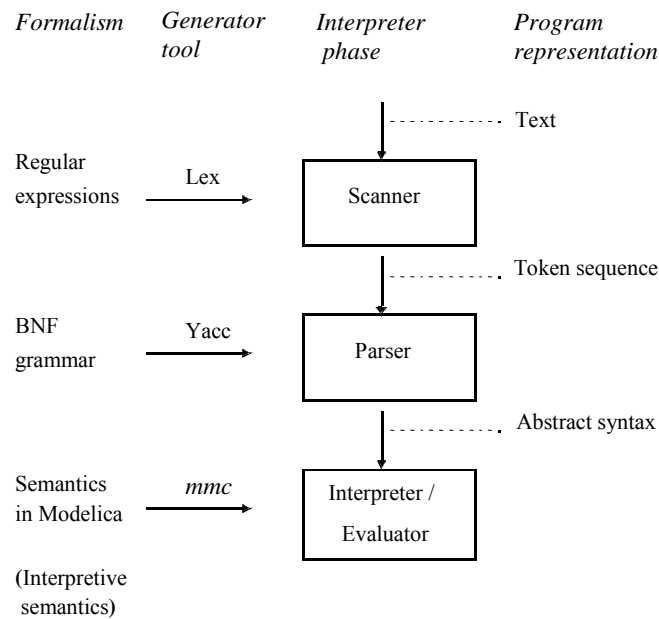 Formalism Generator Interpreter Program
tool phase representation
Text
Regular
expressions
Lex
Scanner
Token sequence
BNF
grammar
Yacc
Parser
Abstract syntax
Semantics
in Modelica
mmc
Interpreter /
Evaluator
(Interpretive
semantics)